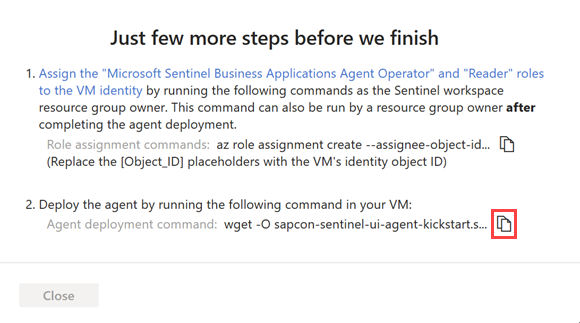 Just few more steps before we finish
1. Assign the "Microsoft Sentinel Business Applications Agent Operator" and "Reader" roles
to the VM identity by running the following commands as the Sentinel workspace
resource group owner. This command can also be run by a resource group owner after
completing the agent deployment.
Role assignment commands: az role assignment create --assignee-object-id...
(Replace the [Object_ID] placeholders with the VM's identity object ID)
2. Deploy the agent by running the following command in your VM:
Agent deployment command: wget -O sapcon-sentinel-ui-agent-kickstart.s...
Close